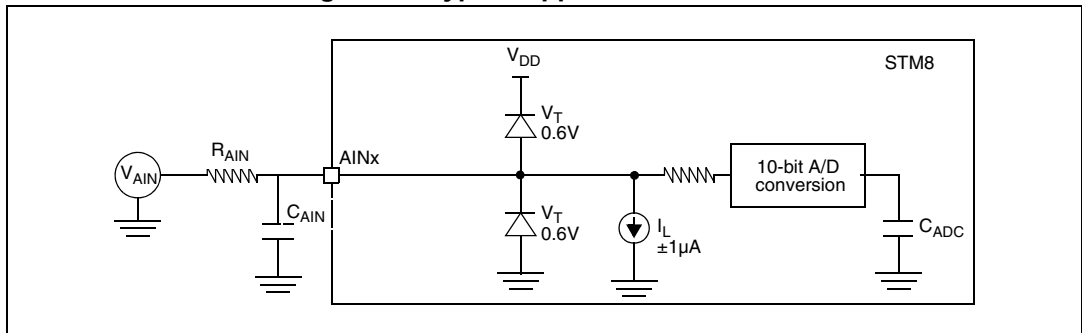 V_DD
STM8
V_T
0.6V
R_AIN
AINx
V_AIN
10-bit A/D
conversion
C_AIN
V_T
0.6V
I_L
±1µA
C_ADC